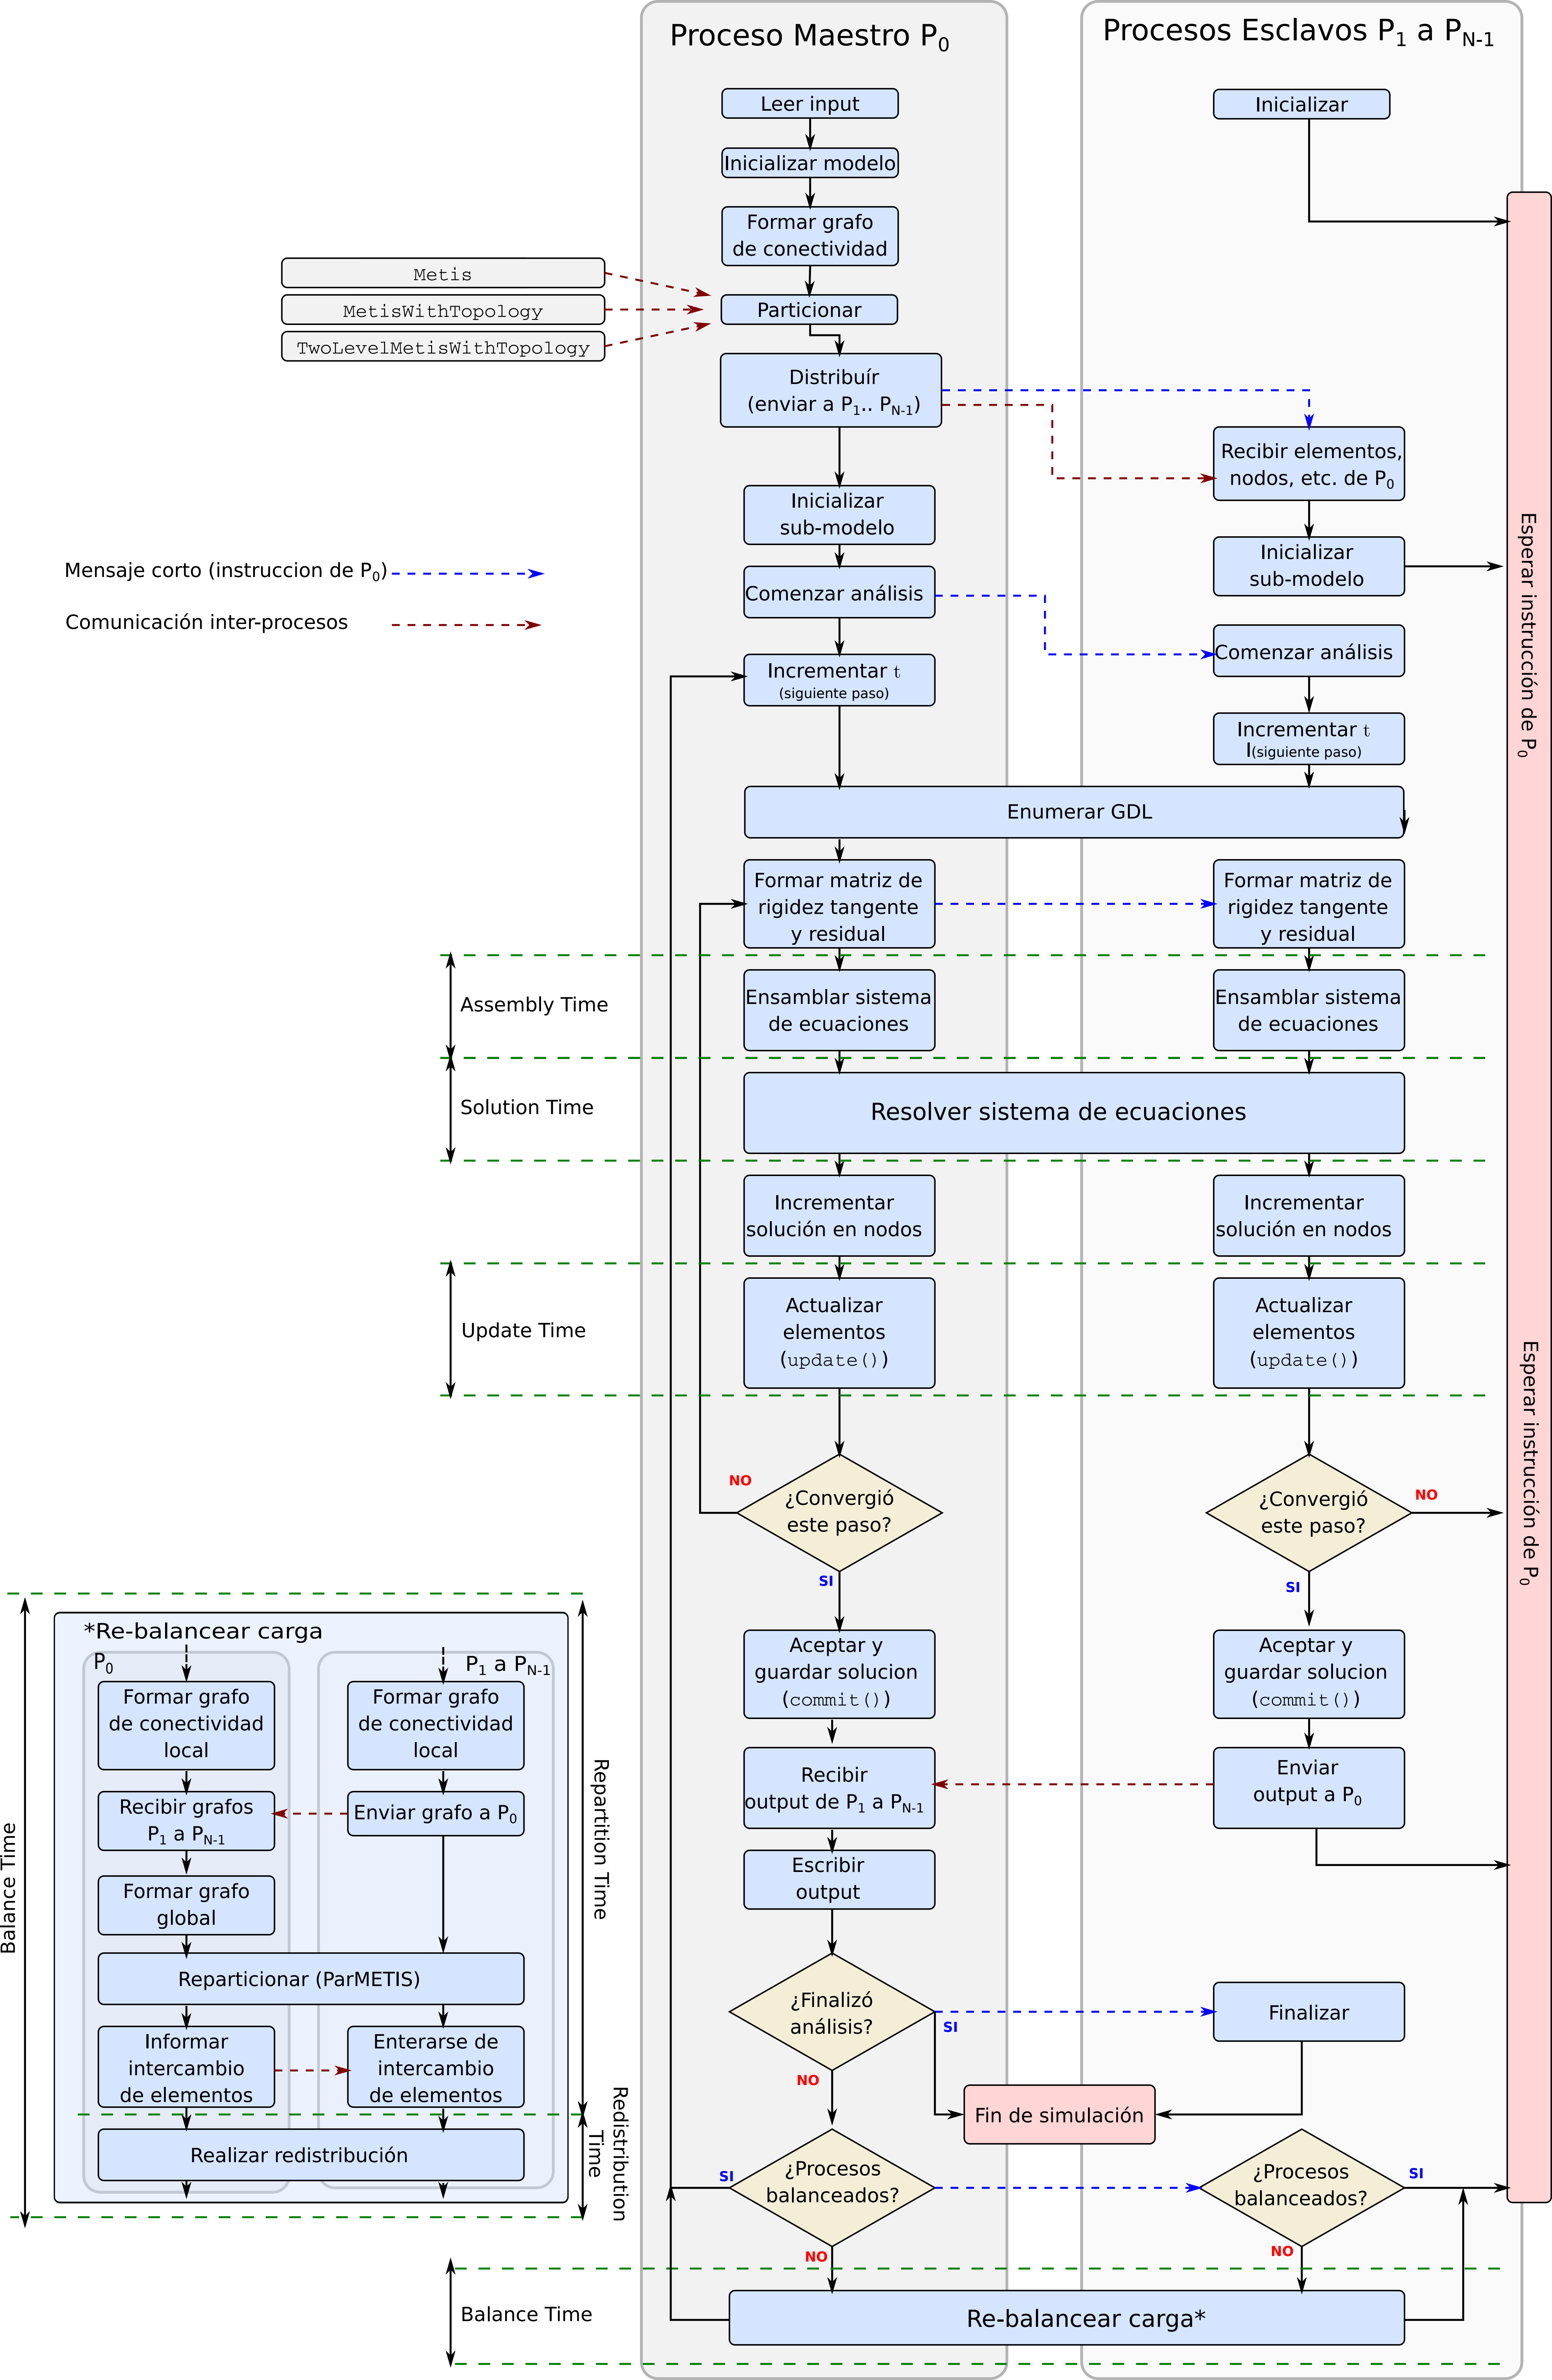 Proceso Maestro P0
Procesos Esclavos P1 a PN-1
Leer input
Inicializar
Inicializar modelo
Formar grafo
de conectividad
Metis
MetisWithTopology
TwoLevelMetisWithTopology
Particionar
Distribuír
(enviar a P1.. PN-1)
Recibir elementos,
nodos, etc. de P0
Inicializar
sub-modelo
Inicializar
sub-modelo
Esperar instrucción de P0
Mensaje corto (instruccion de P0)
Comunicación inter-procesos
Comenzar análisis
Comenzar análisis
Incrementar t
(siguiente paso)
Incrementar t
I(siguiente paso)
Enumerar GDL
Formar matriz de
rigidez tangente
y residual
Formar matriz de
rigidez tangente
y residual
Assembly Time
Ensamblar sistema
de ecuaciones
Ensamblar sistema
de ecuaciones
Solution Time
Resolver sistema de ecuaciones
Incrementar
solución en nodos
Incrementar
solución en nodos
Update Time
Actualizar
elementos
(update())
Actualizar
elementos
(update())
Esperar instrucción de P0
NO
¿Convergió
este paso?
SI
¿Convergió
este paso?
NO
SI
Aceptar y
guardar solucion
(commit())
Aceptar y
guardar solucion
(commit())
Recibir
output de P1 a PN-1
Enviar
output a P0
Escribir
output
¿Finalizó
análisis?
SI
NO
Finalizar
Fin de simulación
SI
¿Procesos
balanceados?
NO
¿Procesos
balanceados?
SI
NO
Balance Time
Re-balancear carga*
*Re-balancear carga
P0
P1 a PN-1
Formar grafo
de conectividad
local
Formar grafo
de conectividad
local
Recibir grafos
P1 a PN-1
Enviar grafo a P0
Formar grafo
global
Reparticionar (ParMETIS)
Informar
intercambio
de elementos
Enterarse de
intercambio
de elementos
Realizar redistribución
Balance Time
Repartition Time
Redistribution
Time